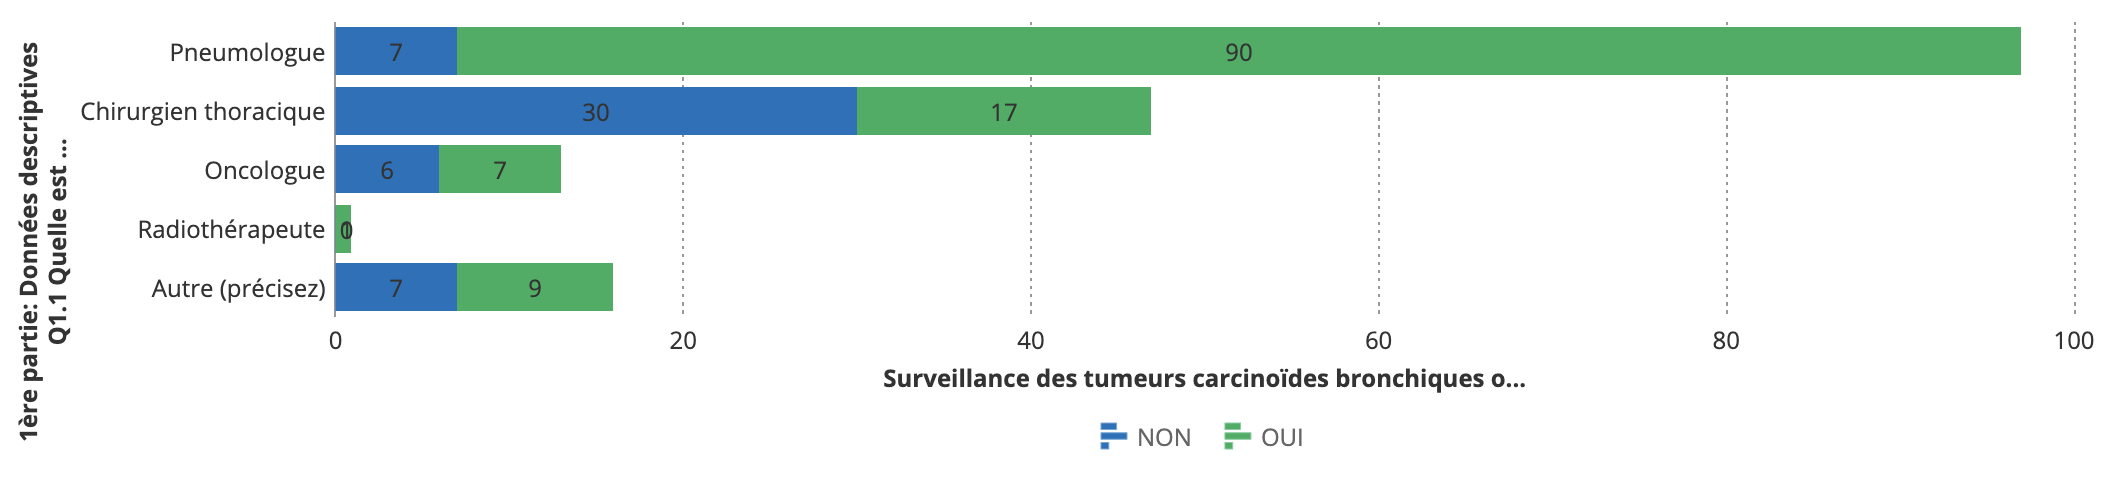 1ère partie: Données descriptives
Q1.1 Quelle est ...
Pneumologue 7 90
Chirurgien thoracique 30 17
Oncologue 6 7
Radiothérapeute 0
Autre (précisez) 7 9
0 20 40 60 80 100
Surveillance des tumeurs carcinoïdes bronchiques o...
NON OUI